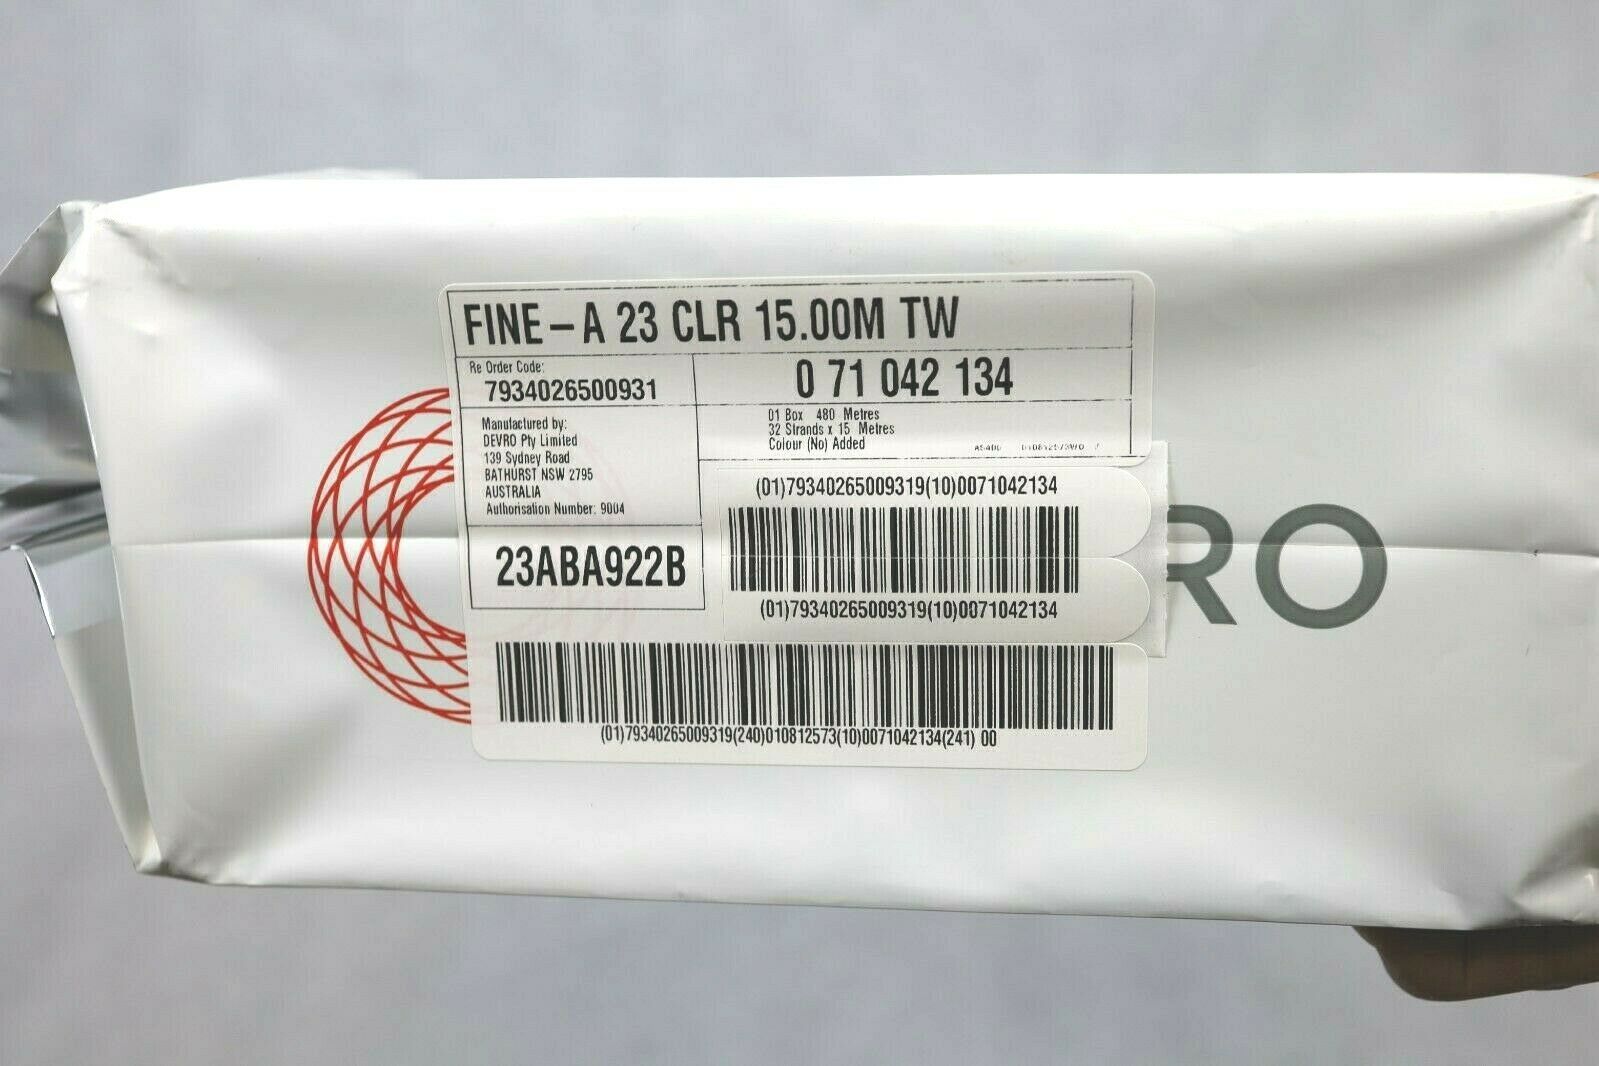 FINE-A 23 CLR 15.00M TW
Re Order Code:
7934026500931
0 71 042 134
Manufactured by:
DEVRO Pty Limited
139 Sydney Road
BATHURST NSW 2795
AUSTRALIA
Authorisation Number: 9004
01 Box 480 Metres
32 Strands x 15 Metres
Colour (No) Added
23ABA922B
(01)79340265009319(10)0071042134
(01)79340265009319(10)0071042134
(01)79340265009319(240)010812573(10)0071042134(241) 00
RO